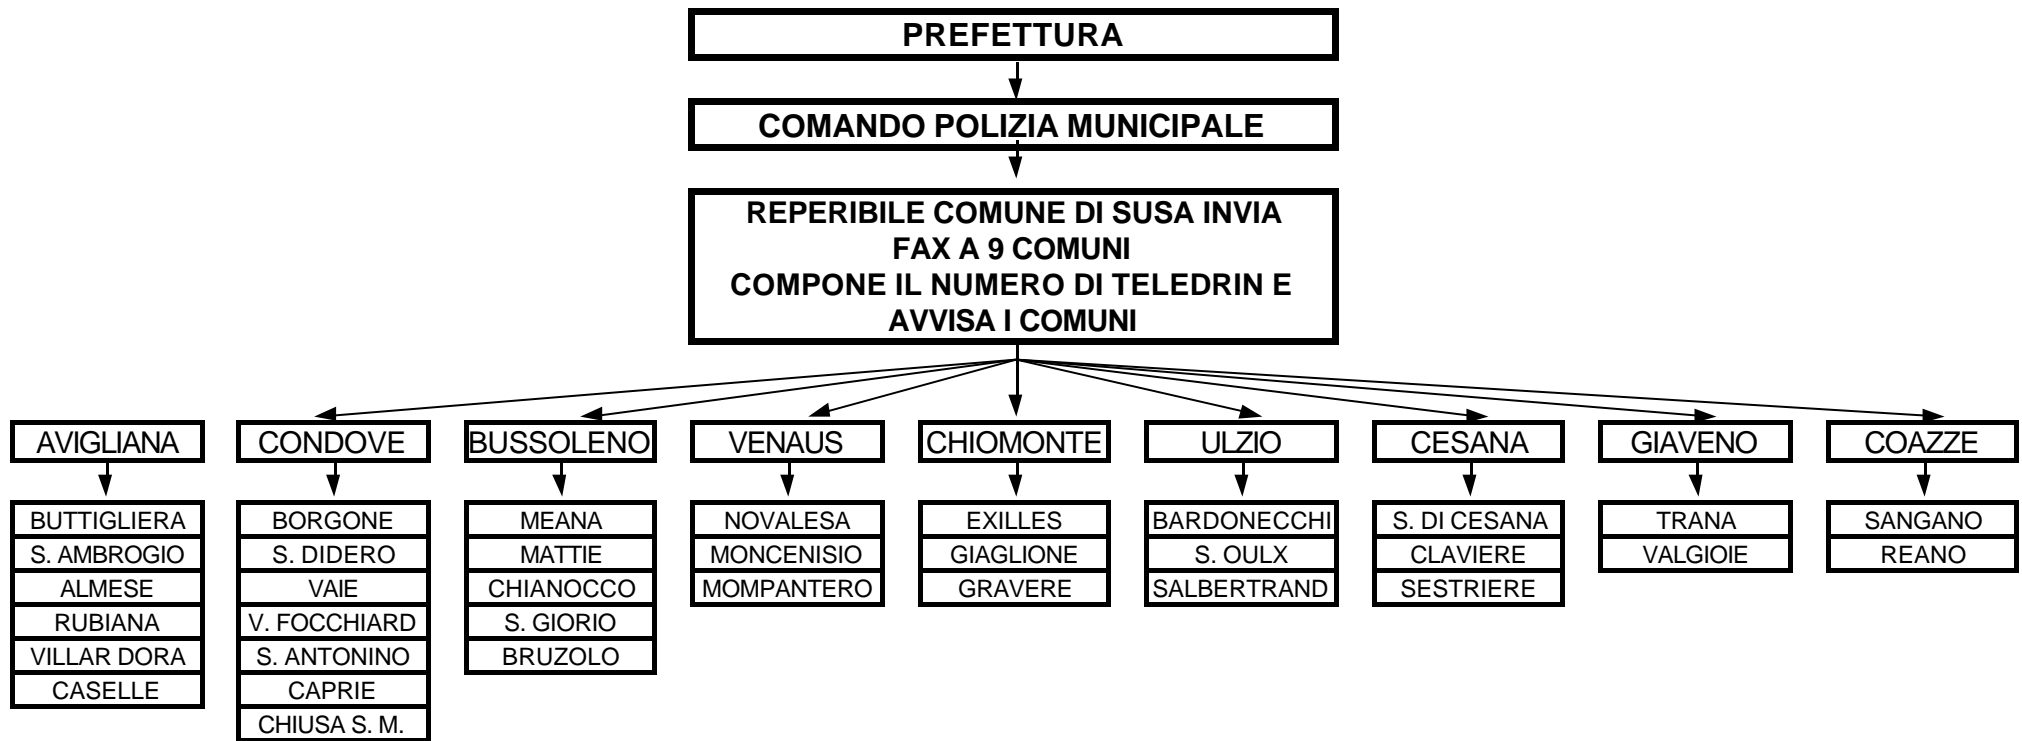 PREFETTURA
COMANDO POLIZIA MUNICIPALE
REPERIBILE COMUNE DI SUSA INVIA
FAX A 9 COMUNI
COMPONE IL NUMERO DI TELEDRIN E
AVVISA I COMUNI
AVIGLIANA
BUTTIGLIERA
S. AMBROGIO
ALMESE
RUBIANA
VILLAR DORA
CASELLE
CONDOVE
BORGONE
S. DIDERO
VAIE
V. FOCCHIARD
S. ANTONINO
CAPRIE
CHIUSA S. M.
BUSSOLENO
MEANA
MATTIE
CHIANOCCO
S. GIORIO
BRUZOLO
VENAUS
NOVALESA
MONCENISIO
MOMPANTERO
CHIOMONTE
EXILLES
GIAGLIONE
GRAVERE
ULZIO
BARDONECCHI
S. OULX
SALBERTRAND
CESANA
S. DI CESANA
CLAVIERE
SESTRIERE
GIAVENO
TRANA
VALGIOIE
COAZZE
SANGANO
REANO